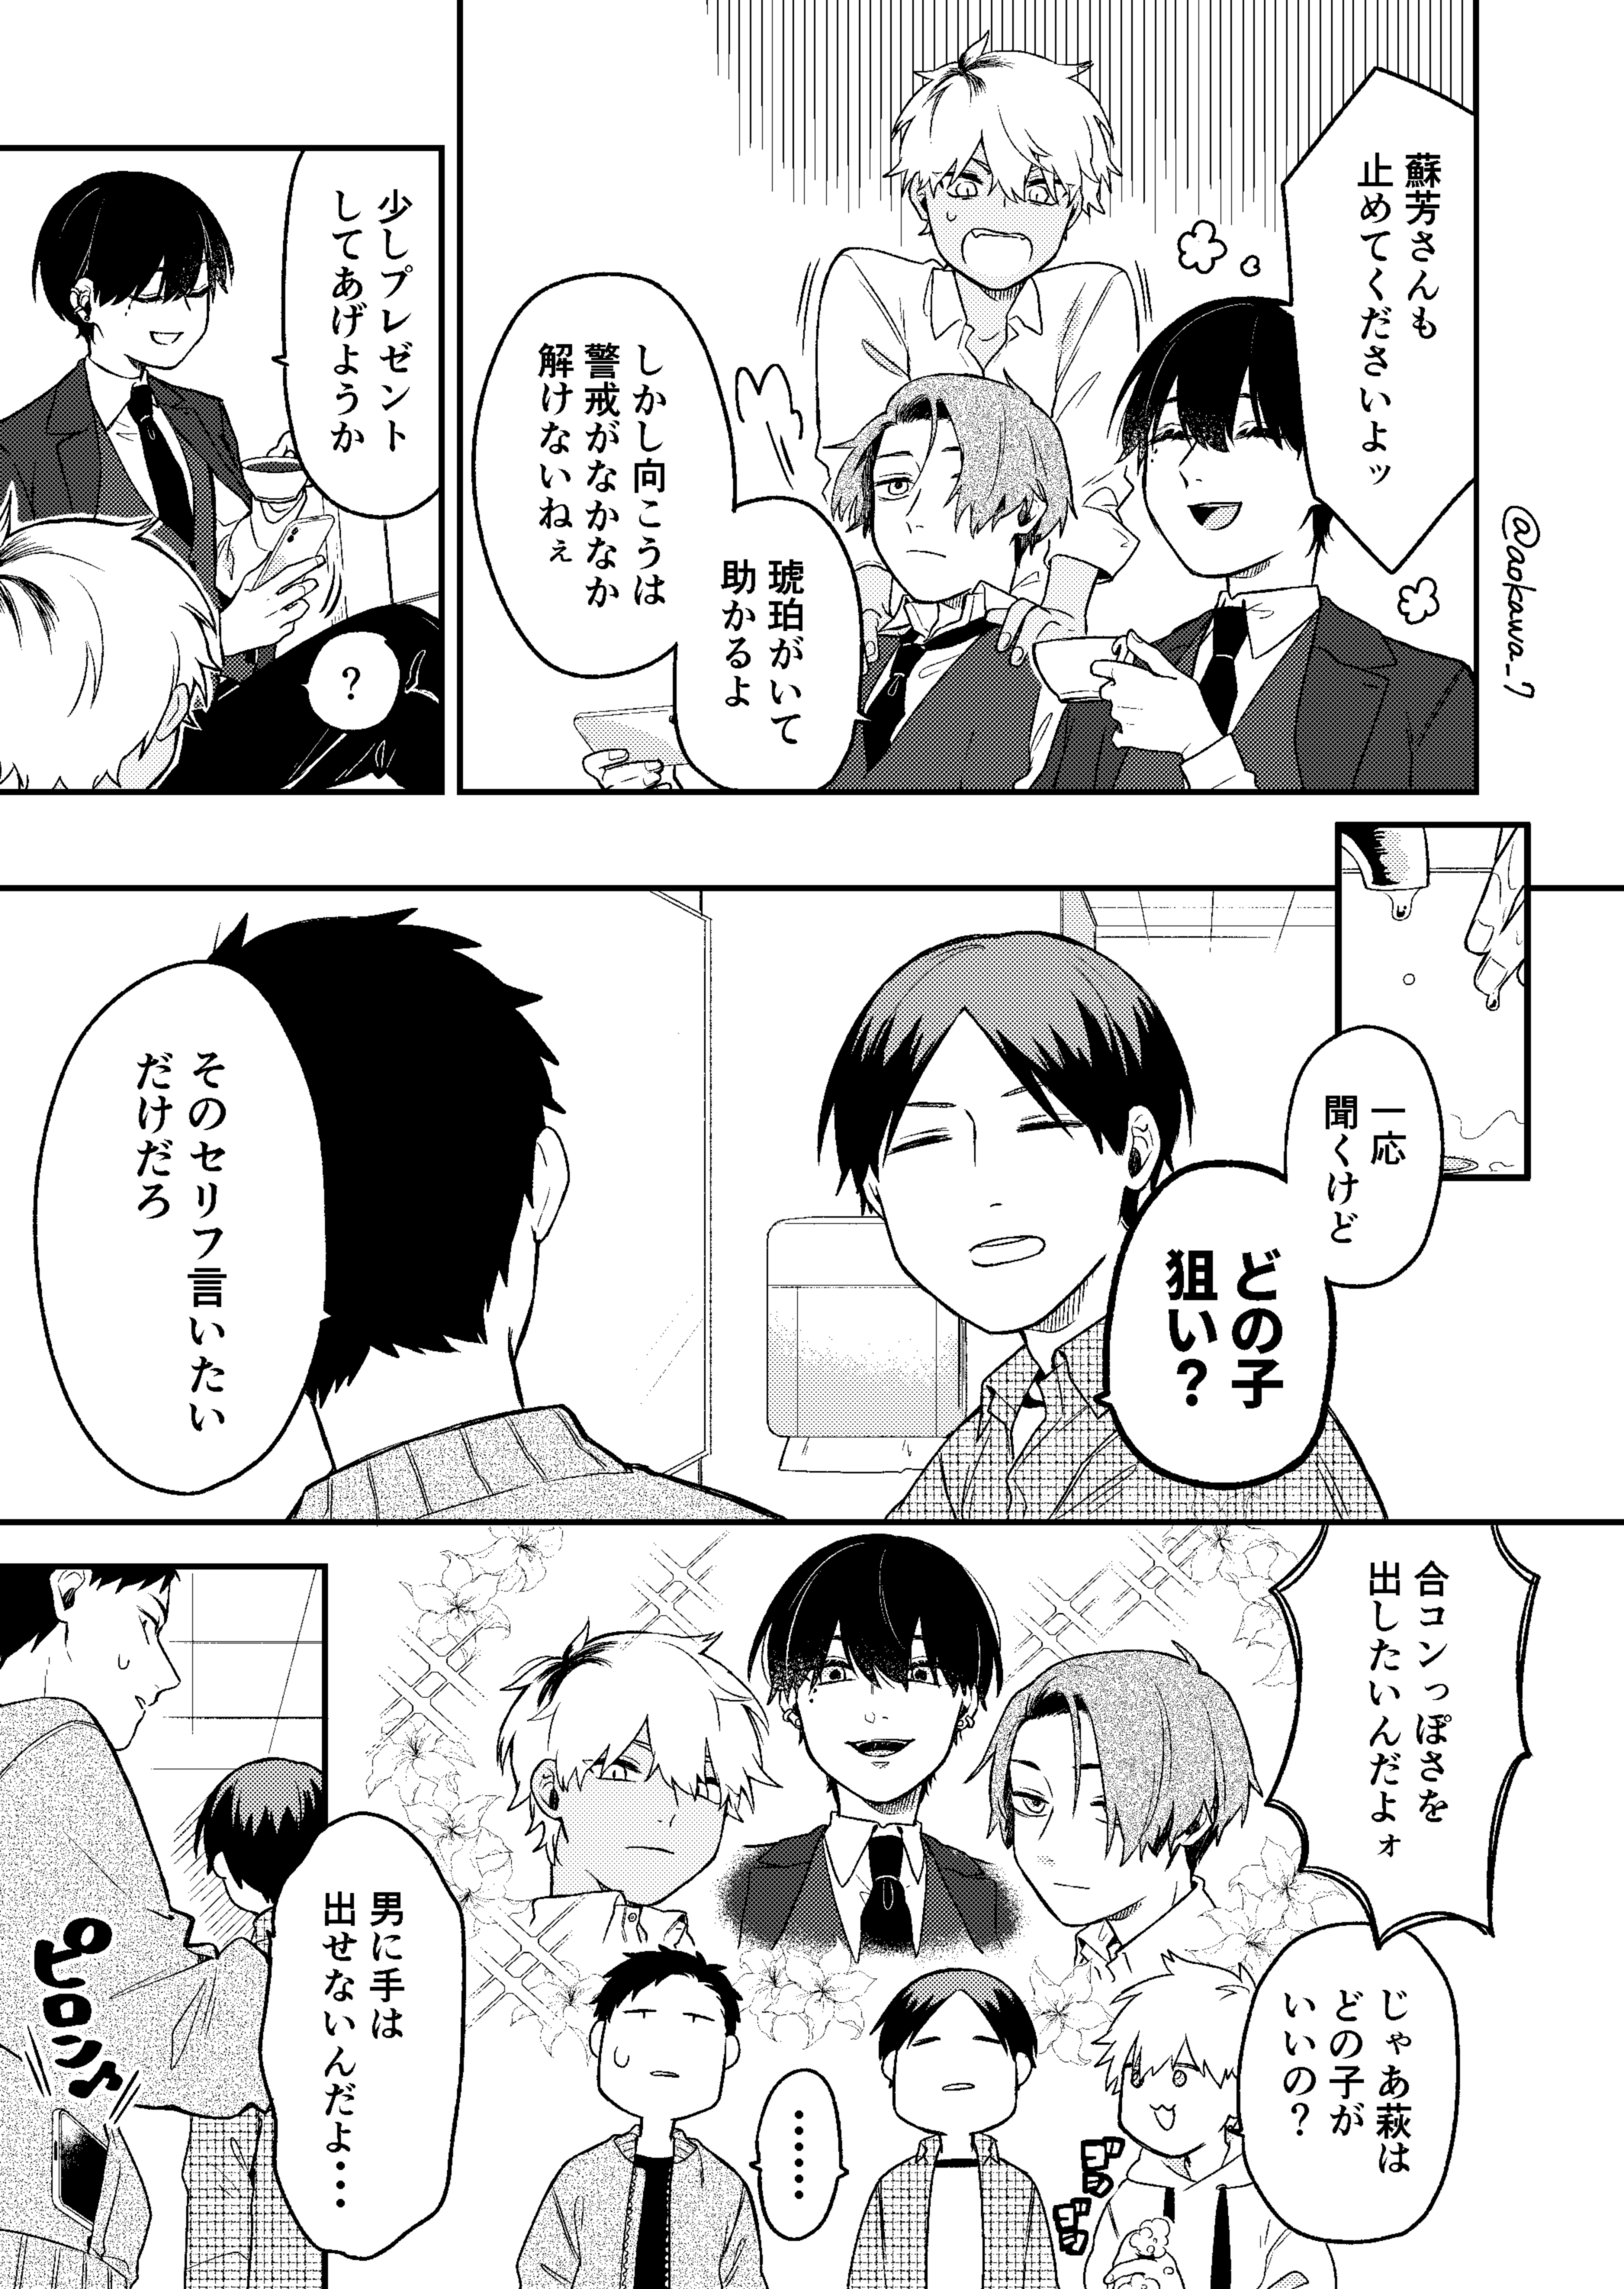 蘇芳さんも
止めてくださいよッ
@aokawa_7
琥珀がいて
助かるよ
しかし向こうは
警戒がなかなか
解けないねぇ
少しプレゼント
してあげようか
?
一応
聞くけど
どの子
狙い?
そのセリフ言いたい
だけだろ
合コンっぽさを
出したいんだよォ
じゃあ萩は
どの子が
いいの?
ゴゴゴゴ
……
男に手は
出せないんだよ…
ピロン♪